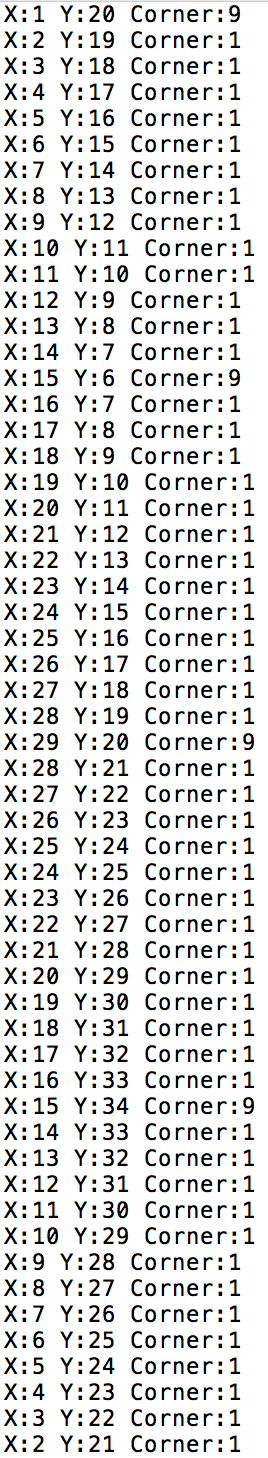 X:1 Y:20 Corner:9
X:2 Y:19 Corner:1
X:3 Y:18 Corner:1
X:4 Y:17 Corner:1
X:5 Y:16 Corner:1
X:6 Y:15 Corner:1
X:7 Y:14 Corner:1
X:8 Y:13 Corner:1
X:9 Y:12 Corner:1
X:10 Y:11 Corner:1
X:11 Y:10 Corner:1
X:12 Y:9 Corner:1
X:13 Y:8 Corner:1
X:14 Y:7 Corner:1
X:15 Y:6 Corner:9
X:16 Y:7 Corner:1
X:17 Y:8 Corner:1
X:18 Y:9 Corner:1
X:19 Y:10 Corner:1
X:20 Y:11 Corner:1
X:21 Y:12 Corner:1
X:22 Y:13 Corner:1
X:23 Y:14 Corner:1
X:24 Y:15 Corner:1
X:25 Y:16 Corner:1
X:26 Y:17 Corner:1
X:27 Y:18 Corner:1
X:28 Y:19 Corner:1
X:29 Y:20 Corner:9
X:28 Y:21 Corner:1
X:27 Y:22 Corner:1
X:26 Y:23 Corner:1
X:25 Y:24 Corner:1
X:24 Y:25 Corner:1
X:23 Y:26 Corner:1
X:22 Y:27 Corner:1
X:21 Y:28 Corner:1
X:20 Y:29 Corner:1
X:19 Y:30 Corner:1
X:18 Y:31 Corner:1
X:17 Y:32 Corner:1
X:16 Y:33 Corner:1
X:15 Y:34 Corner:9
X:14 Y:33 Corner:1
X:13 Y:32 Corner:1
X:12 Y:31 Corner:1
X:11 Y:30 Corner:1
X:10 Y:29 Corner:1
X:9 Y:28 Corner:1
X:8 Y:27 Corner:1
X:7 Y:26 Corner:1
X:6 Y:25 Corner:1
X:5 Y:24 Corner:1
X:4 Y:23 Corner:1
X:3 Y:22 Corner:1
X:2 Y:21 Corner:1